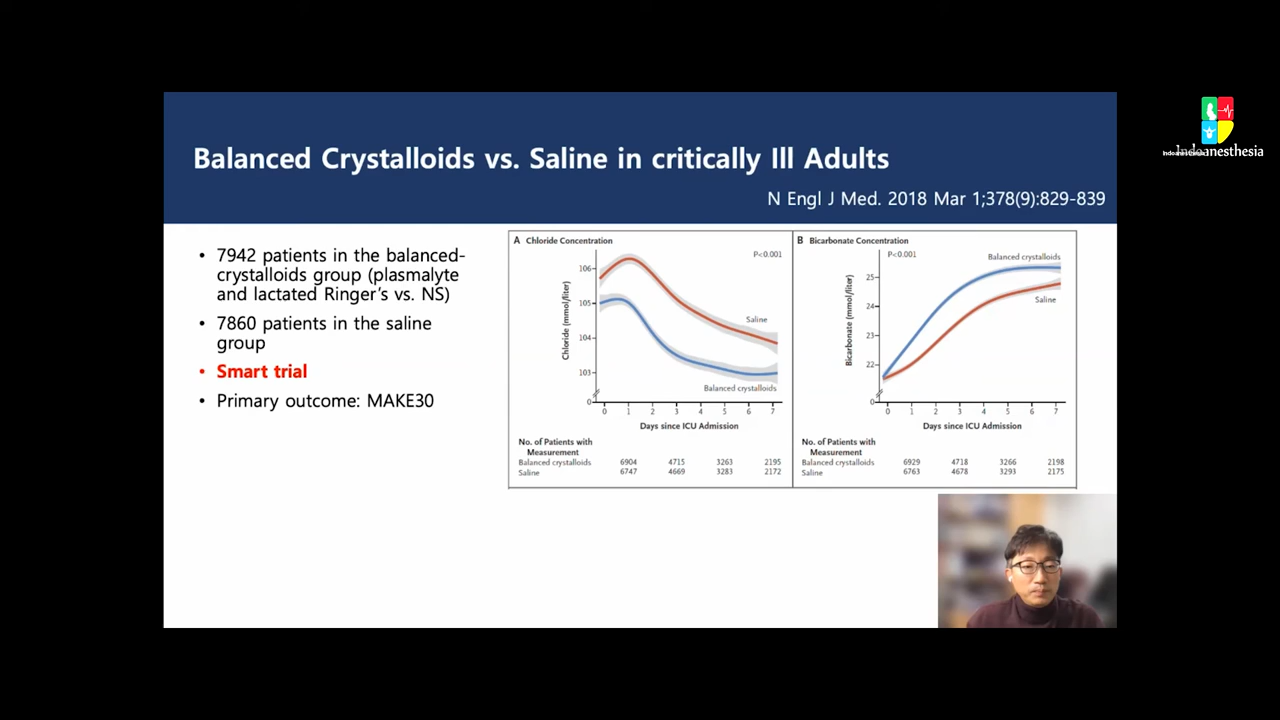 Balanced Crystalloids vs. Saline in critically Ill Adults
N Engl J Med. 2018 Mar 1;378(9):829-839
• 7942 patients in the balanced-
crystalloids group (plasmalyte
and lactated Ringer's vs. NS)
• 7860 patients in the saline
group
• Smart trial
• Primary outcome: MAKE30
A Chloride Concentration
P<0.001
106
105
104
103
0
Chloride (mmol/liter)
Saline
Balanced crystalloids
0 1 2 3 4 5 6 7
Days since ICU Admission
No. of Patients with
Measurement
Balanced crystalloids 6904 4715 3263 2195
Saline 6747 4669 3283 2172
B Bicarbonate Concentration
P<0.001
25
24
23
22
0
Bicarbonate (mmol/liter)
Balanced crystalloids
Saline
0 1 2 3 4 5 6 7
Days since ICU Admission
No. of Patients with
Measurement
Balanced crystalloids 6929 4718 3266 2198
Saline 6763 4678 3293 2175
Indoanesthesia
Indoanesthesia